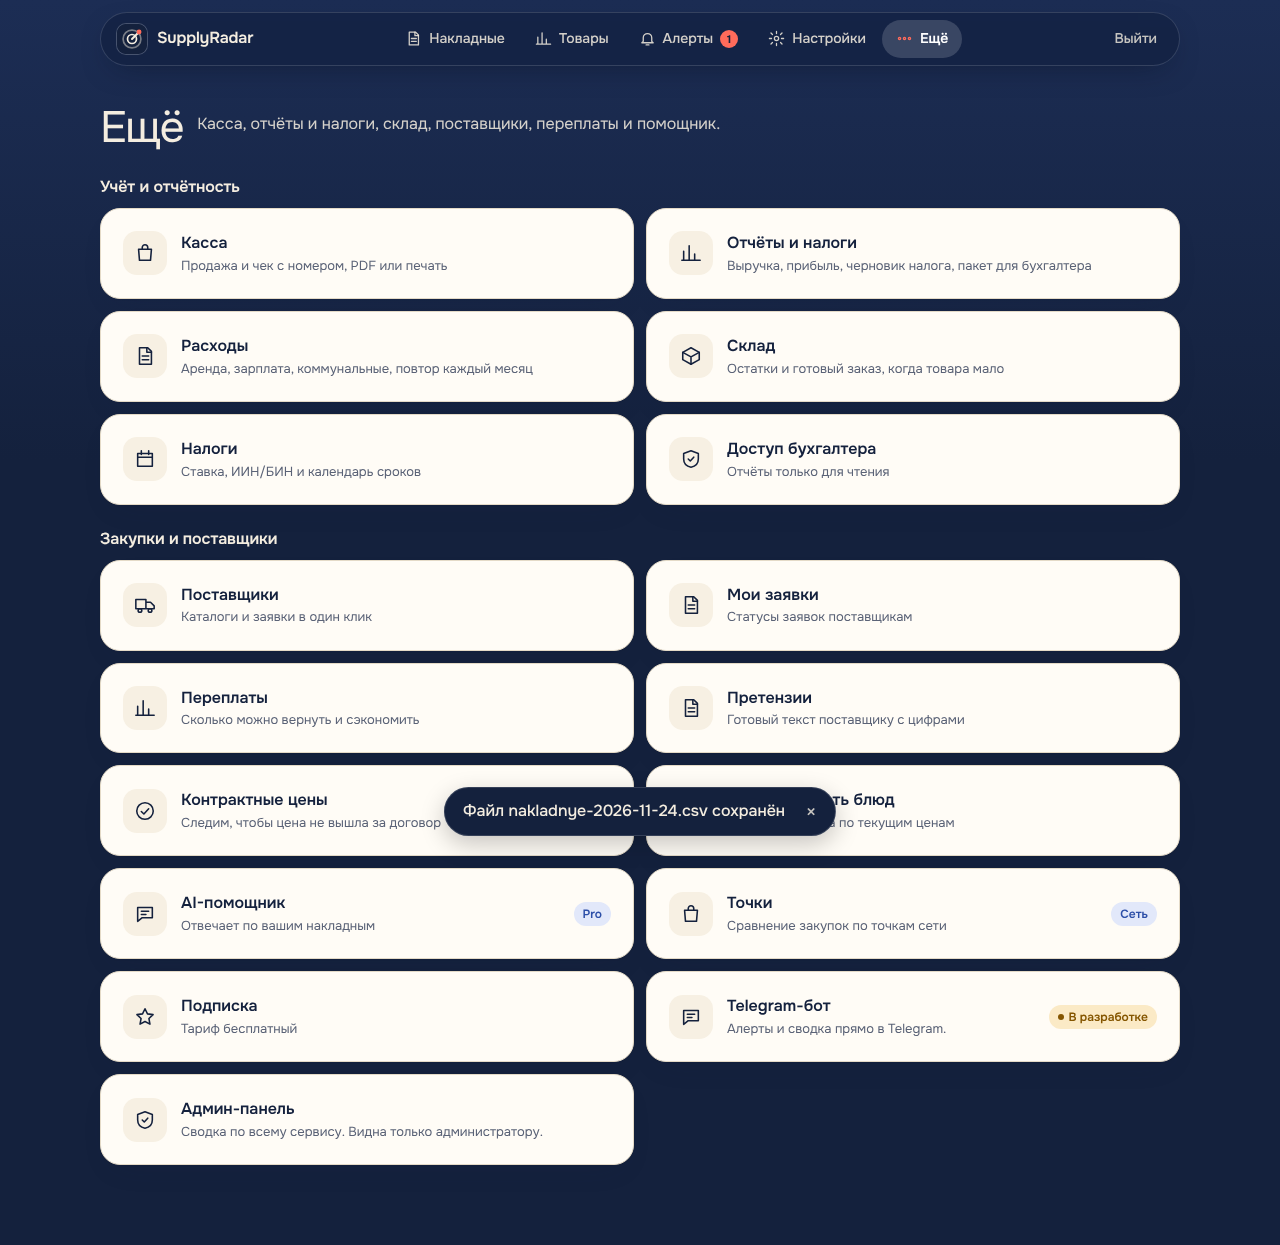 SupplyRadar
Накладные
Товары
Алерты 1
Настройки
Ещё
Выйти
Ещё
Касса, отчёты и налоги, склад, поставщики, переплаты и помощник.
Учёт и отчётность
Касса
Продажа и чек с номером, PDF или печать
Отчёты и налоги
Выручка, прибыль, черновик налога, пакет для бухгалтера
Расходы
Аренда, зарплата, коммунальные, повтор каждый месяц
Склад
Остатки и готовый заказ, когда товара мало
Налоги
Ставка, ИИН/БИН и календарь сроков
Доступ бухгалтера
Отчёты только для чтения
Закупки и поставщики
Поставщики
Каталоги и заявки в один клик
Мои заявки
Статусы заявок поставщикам
Переплаты
Сколько можно вернуть и сэкономить
Претензии
Готовый текст поставщику с цифрами
Контрактные цены
Следим, чтобы цена не вышла за договор
блюд
по текущим ценам
Файл nakladnye-2026-11-24.csv сохранён ×
AI-помощник
Отвечает по вашим накладным
Pro
Точки
Сравнение закупок по точкам сети
Сеть
Подписка
Тариф бесплатный
Telegram-бот
Алерты и сводка прямо в Telegram.
В разработке
Админ-панель
Сводка по всему сервису. Видна только администратору.